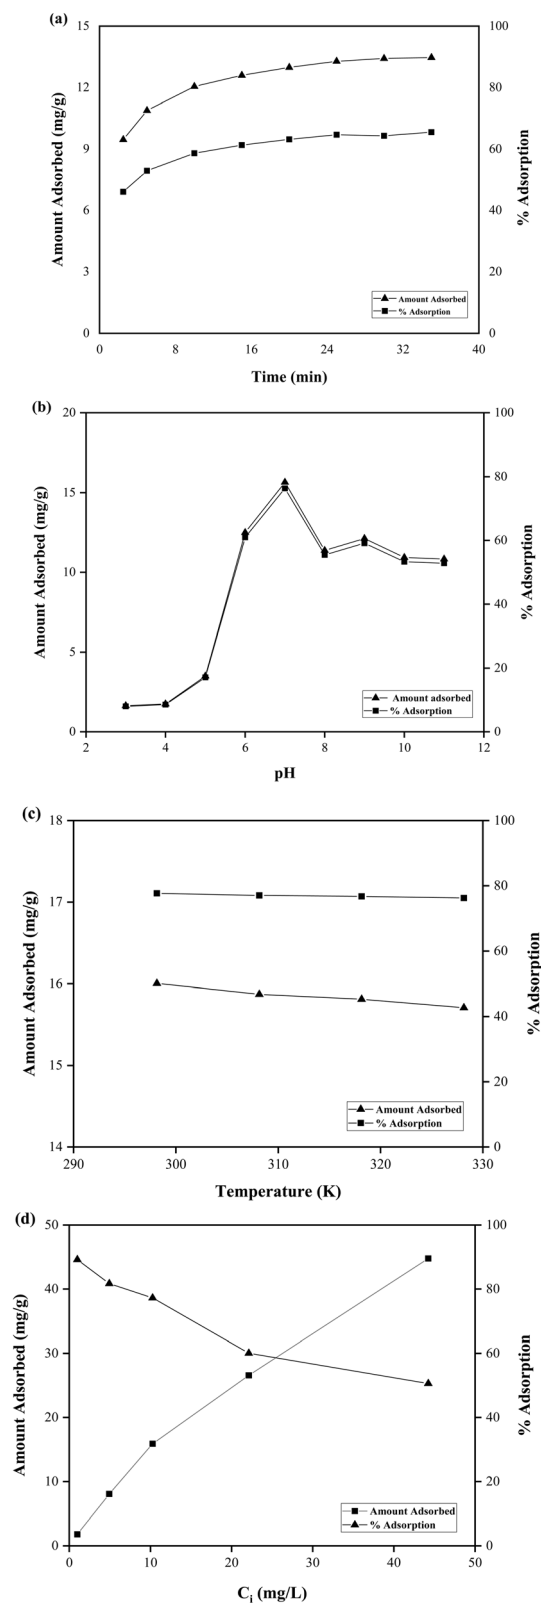 (a)
15
12
9
6
3
0
Amount Adsorbed (mg/g)
100
80
60
40
20
0
% Adsorption
Amount Adsorbed
% Adsorption
0 8 16 24 32 40
Time (min)
(b)
20
15
10
5
0
Amount Adsorbed (mg/g)
100
80
60
40
20
0
% Adsorption
Amount adsorbed
% Adsorption
2 4 6 8 10 12
pH
(c)
18
17
16
15
14
Amount Adsorbed (mg/g)
100
80
60
40
20
0
% Adsorption
Amount Adsorbed
% Adsorption
290 300 310 320 330
Temperature (K)
(d)
50
40
30
20
10
0
Amount Adsorbed (mg/g)
100
80
60
40
20
0
% Adsorption
Amount Adsorbed
% Adsorption
0 10 20 30 40 50
Ci (mg/L)